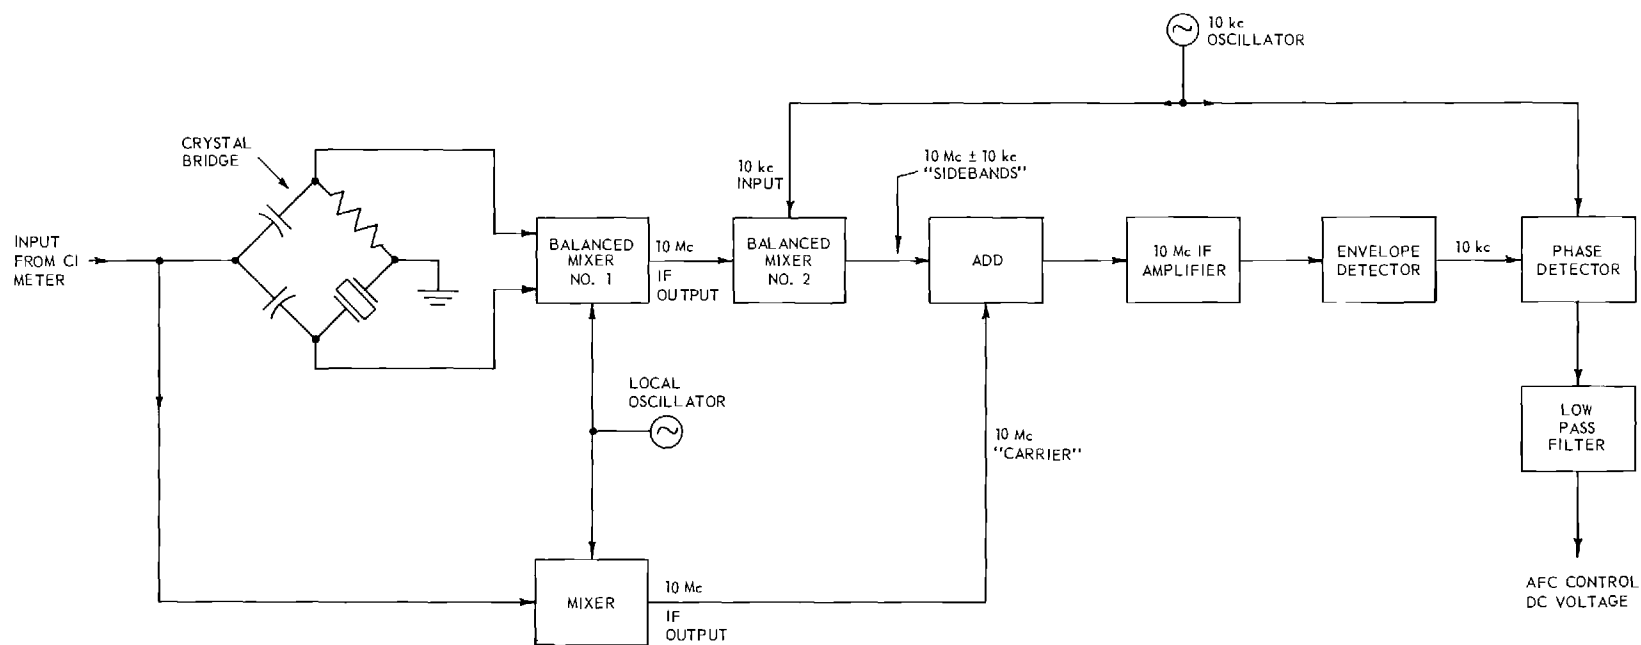 10 kc
OSCILLATOR
CRYSTAL
BRIDGE
10 kc
INPUT
10 Mc ± 10 kc
"SIDEBANDS"
INPUT
FROM CI
METER
BALANCED
MIXER
NO. 1
10 Mc
IF
OUTPUT
BALANCED
MIXER
NO. 2
ADD
10 Mc IF
AMPLIFIER
ENVELOPE
DETECTOR
10 kc
PHASE
DETECTOR
LOCAL
OSCILLATOR
10 Mc
"CARRIER"
LOW
PASS
FILTER
MIXER
10 Mc
IF
OUTPUT
AFC CONTROL
DC VOLTAGE